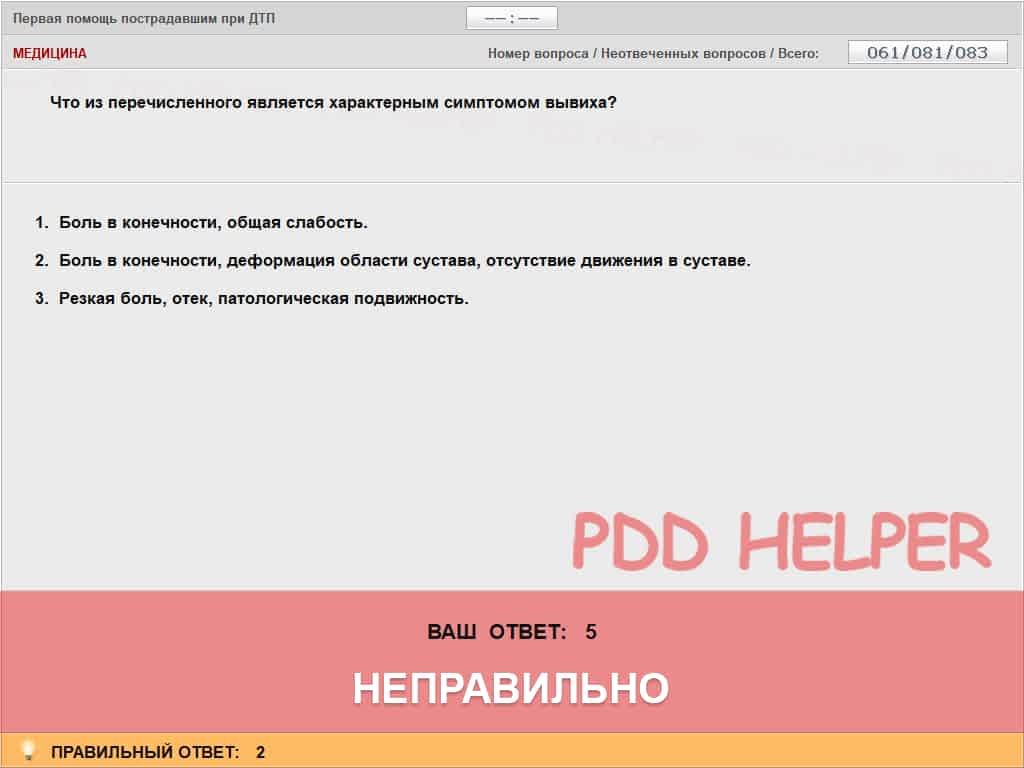 Первая помощь пострадавшим при ДТП
––:––
МЕДИЦИНА
Номер вопроса / Неотвеченных вопросов / Всего:
061/081/083
Что из перечисленного является характерным симптомом вывиха?
1. Боль в конечности, общая слабость.
2. Боль в конечности, деформация области сустава, отсутствие движения в суставе.
3. Резкая боль, отек, патологическая подвижность.
PDD HELPER
ВАШ ОТВЕТ: 5
НЕПРАВИЛЬНО
ПРАВИЛЬНЫЙ ОТВЕТ: 2